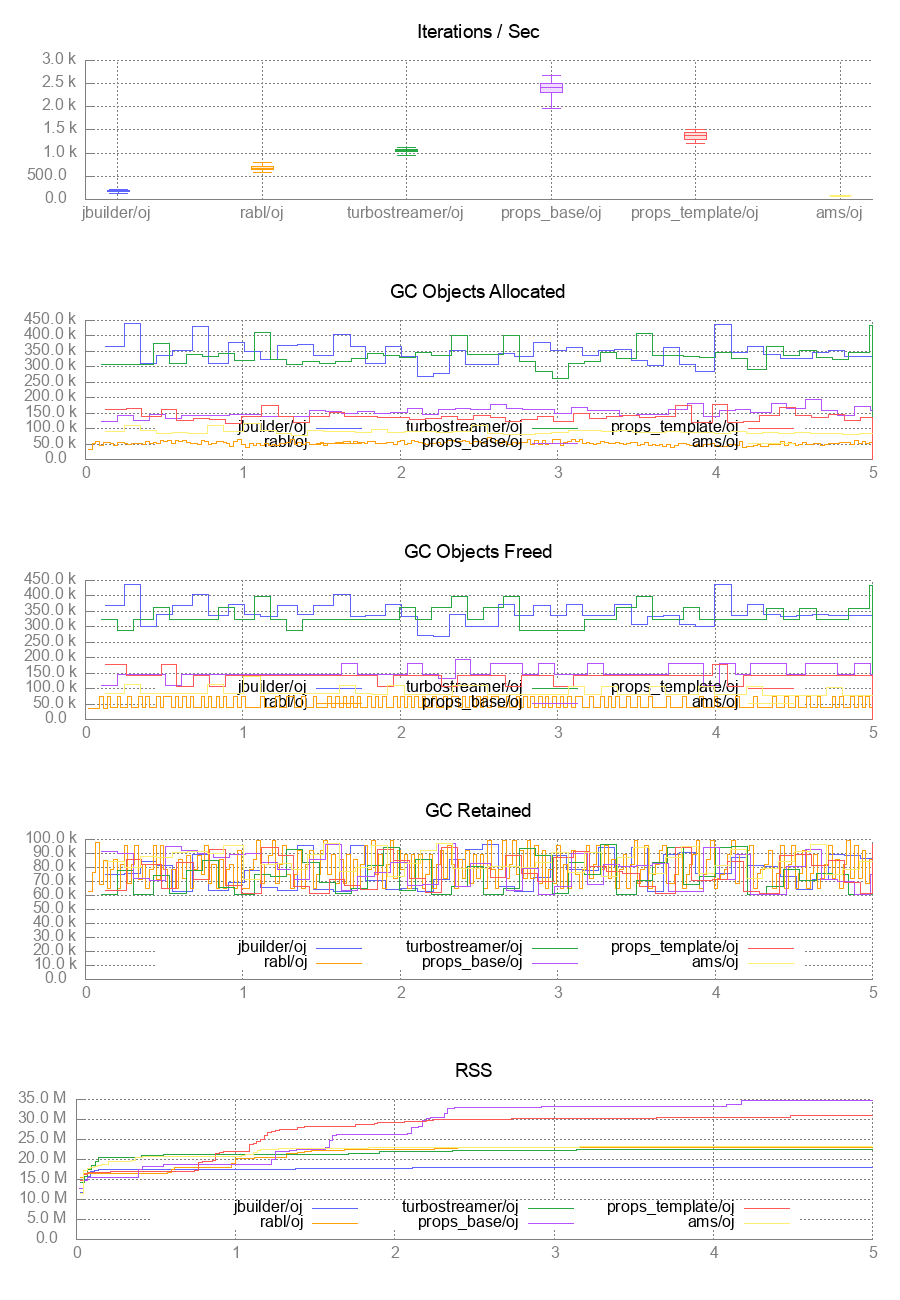 Iterations / Sec
3.0 k
2.5 k
2.0 k
1.5 k
1.0 k
500.0
0.0
jbuilder/oj rabl/oj turbostreamer/oj props_base/oj props_template/oj ams/oj
GC Objects Allocated
450.0 k
400.0 k
350.0 k
300.0 k
250.0 k
200.0 k
150.0 k
100.0 k
jbuilder/oj turbostreamer/oj props_template/oj
50.0 k
rabl/oj props_base/oj ams/oj
0.0
0 1 2 3 4 5
GC Objects Freed
450.0 k
400.0 k
350.0 k
300.0 k
250.0 k
200.0 k
150.0 k
100.0 k
jbuilder/oj turbostreamer/oj props_template/oj
50.0 k
rabl/oj props_base/oj ams/oj
0.0
0 1 2 3 4 5
GC Retained
100.0 k
90.0 k
80.0 k
70.0 k
60.0 k
50.0 k
40.0 k
30.0 k
20.0 k
jbuilder/oj turbostreamer/oj props_template/oj
10.0 k
rabl/oj props_base/oj ams/oj
0.0
0 1 2 3 4 5
RSS
35.0 M
30.0 M
25.0 M
20.0 M
15.0 M
10.0 M
jbuilder/oj turbostreamer/oj props_template/oj
5.0 M
rabl/oj props_base/oj ams/oj
0.0
0 1 2 3 4 5